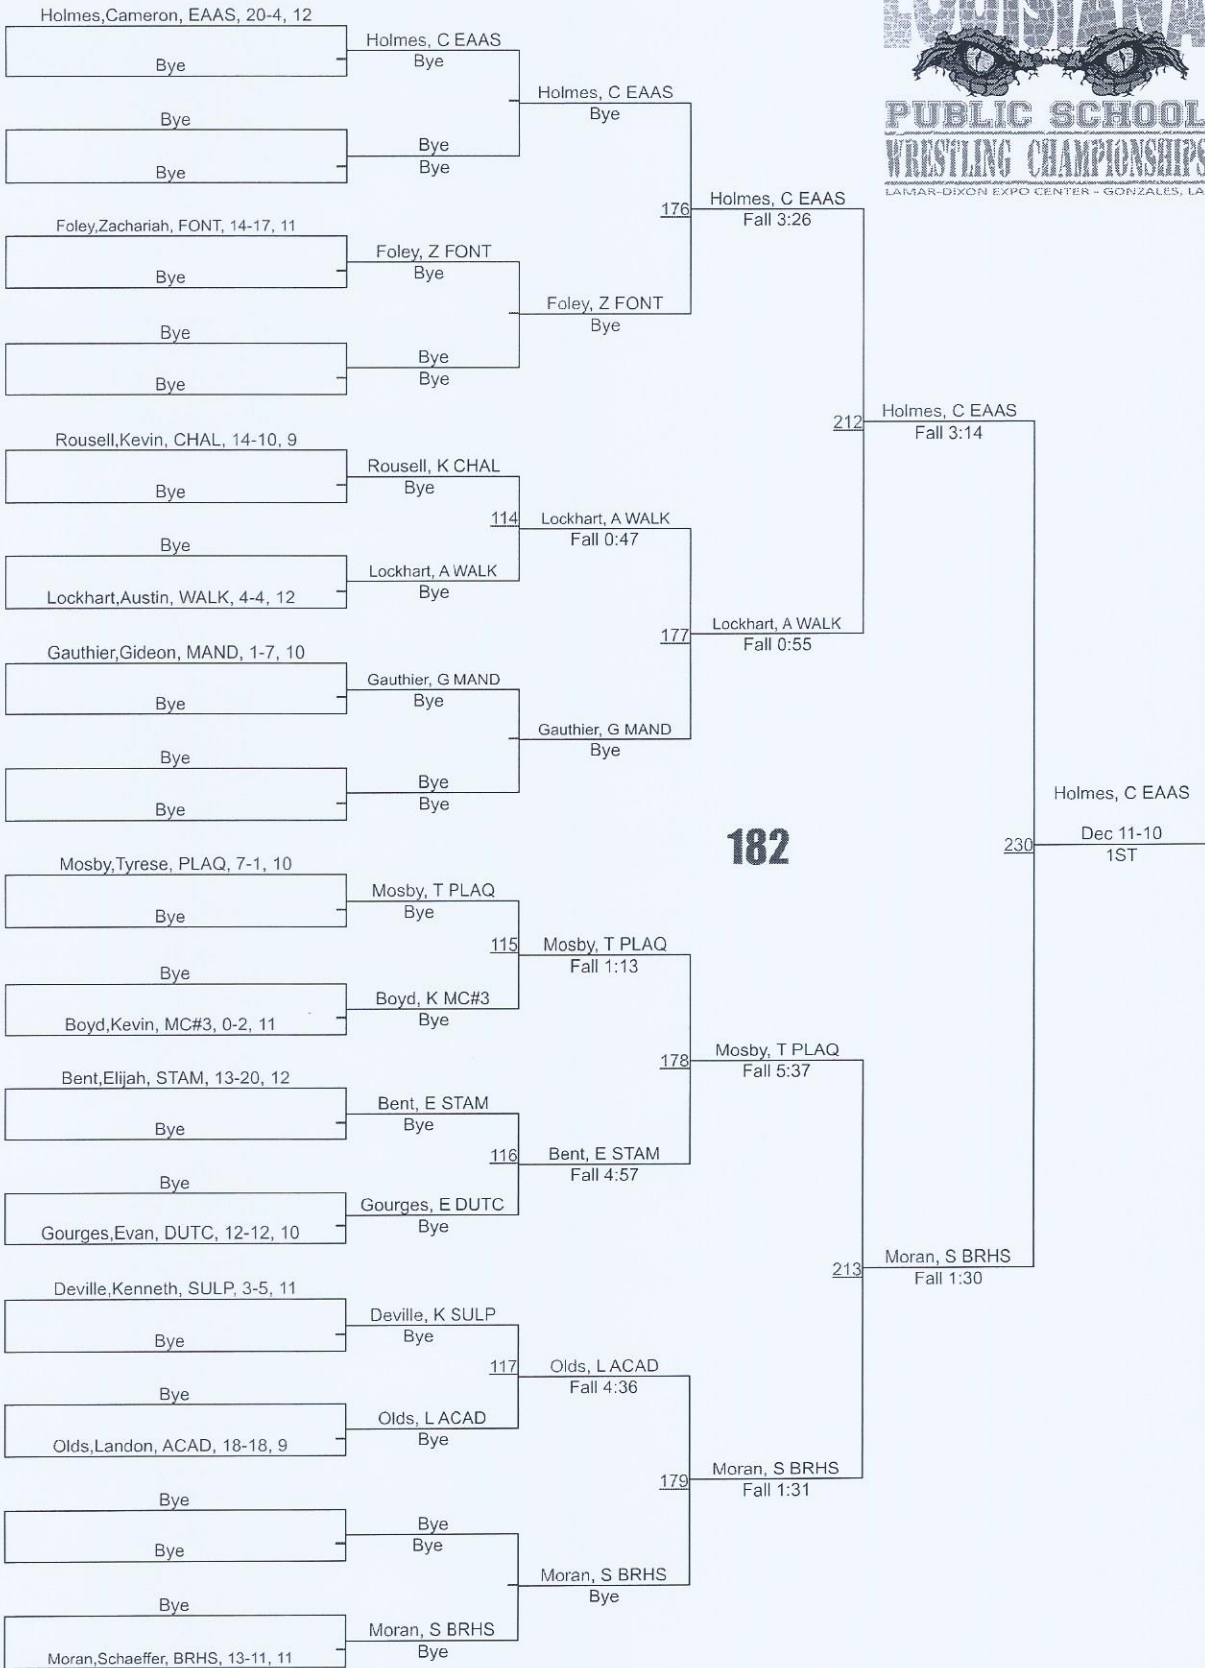 Holmes,Cameron, EAAS, 20-4, 12
Bye
Bye
Bye
Foley,Zachariah, FONT, 14-17, 11
Bye
Bye
Bye
Rousell,Kevin, CHAL, 14-10, 9
Bye
Bye
Lockhart,Austin, WALK, 4-4, 12
Gauthier,Gideon, MAND, 1-7, 10
Bye
Bye
Bye
Mosby,Tyrese, PLAQ, 7-1, 10
Bye
Bye
Boyd,Kevin, MC#3, 0-2, 11
Bent,Elijah, STAM, 13-20, 12
Bye
Bye
Gourges,Evan, DUTC, 12-12, 10
Deville,Kenneth, SULP, 3-5, 11
Bye
Bye
Olds,Landon, ACAD, 18-18, 9
Bye
Bye
Bye
Moran,Schaeffer, BRHS, 13-11, 11
Holmes, C EAAS
Bye
Bye
Bye
Foley, Z FONT
Bye
Bye
Bye
Rousell, K CHAL
Bye
114
Lockhart, A WALK
Bye
Gauthier, G MAND
Bye
Bye
Bye
Mosby, T PLAQ
Bye
115
Boyd, K MC#3
Bye
Bent, E STAM
Bye
116
Gourges, E DUTC
Bye
Deville, K SULP
Bye
117
Olds, L ACAD
Bye
Bye
Bye
Moran, S BRHS
Bye
Holmes, C EAAS
Bye
176
Foley, Z FONT
Bye
Lockhart, A WALK
Fall 0:47
177
Gauthier, G MAND
Bye
Mosby, T PLAQ
Fall 1:13
178
Bent, E STAM
Fall 4:57
Olds, L ACAD
Fall 4:36
179
Moran, S BRHS
Bye
Holmes, C EAAS
Fall 3:26
212
Lockhart, A WALK
Fall 0:55
182
Mosby, T PLAQ
Fall 5:37
213
Moran, S BRHS
Fall 1:31
LOUISIANA
PUBLIC SCHOOL
WRESTLING CHAMPIONSHIPS
LAMAR-DIXON EXPO CENTER - GONZALES, LA
Holmes, C EAAS
Fall 3:14
230
Moran, S BRHS
Fall 1:30
Holmes, C EAAS
Dec 11-10
1ST